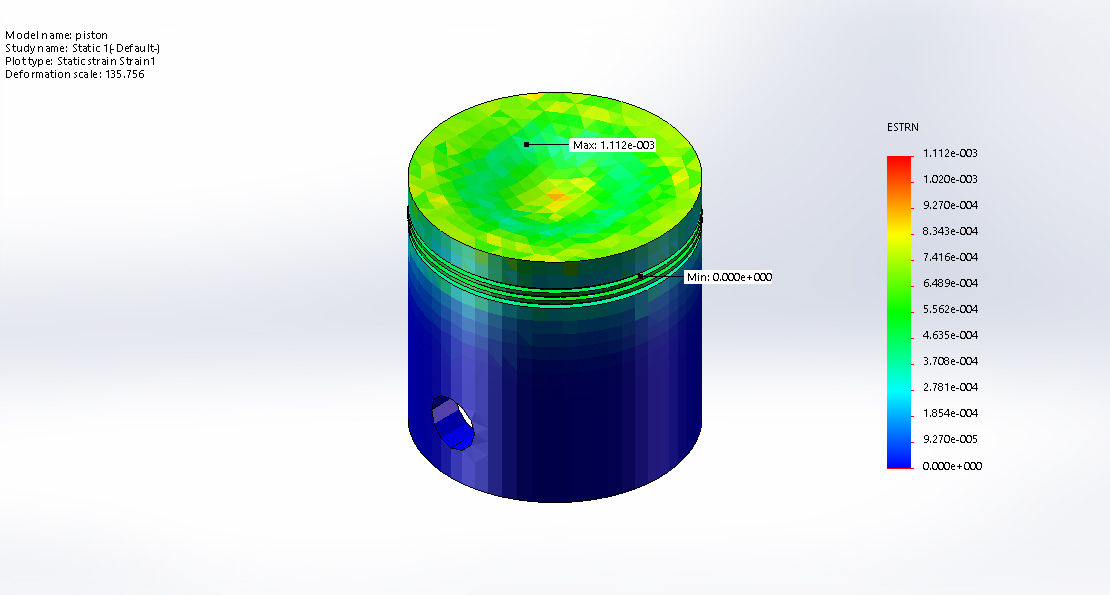 Model name: piston
Study name: Static 1(-Default-)
Plot type: Static strain Strain1
Deformation scale: 135.756
ESTRN
Max: 1.112e-003
Min: 0.000e+000
1.112e-003
1.020e-003
9.270e-004
8.343e-004
7.416e-004
6.489e-004
5.562e-004
4.635e-004
3.708e-004
2.781e-004
1.854e-004
9.270e-005
0.000e+000